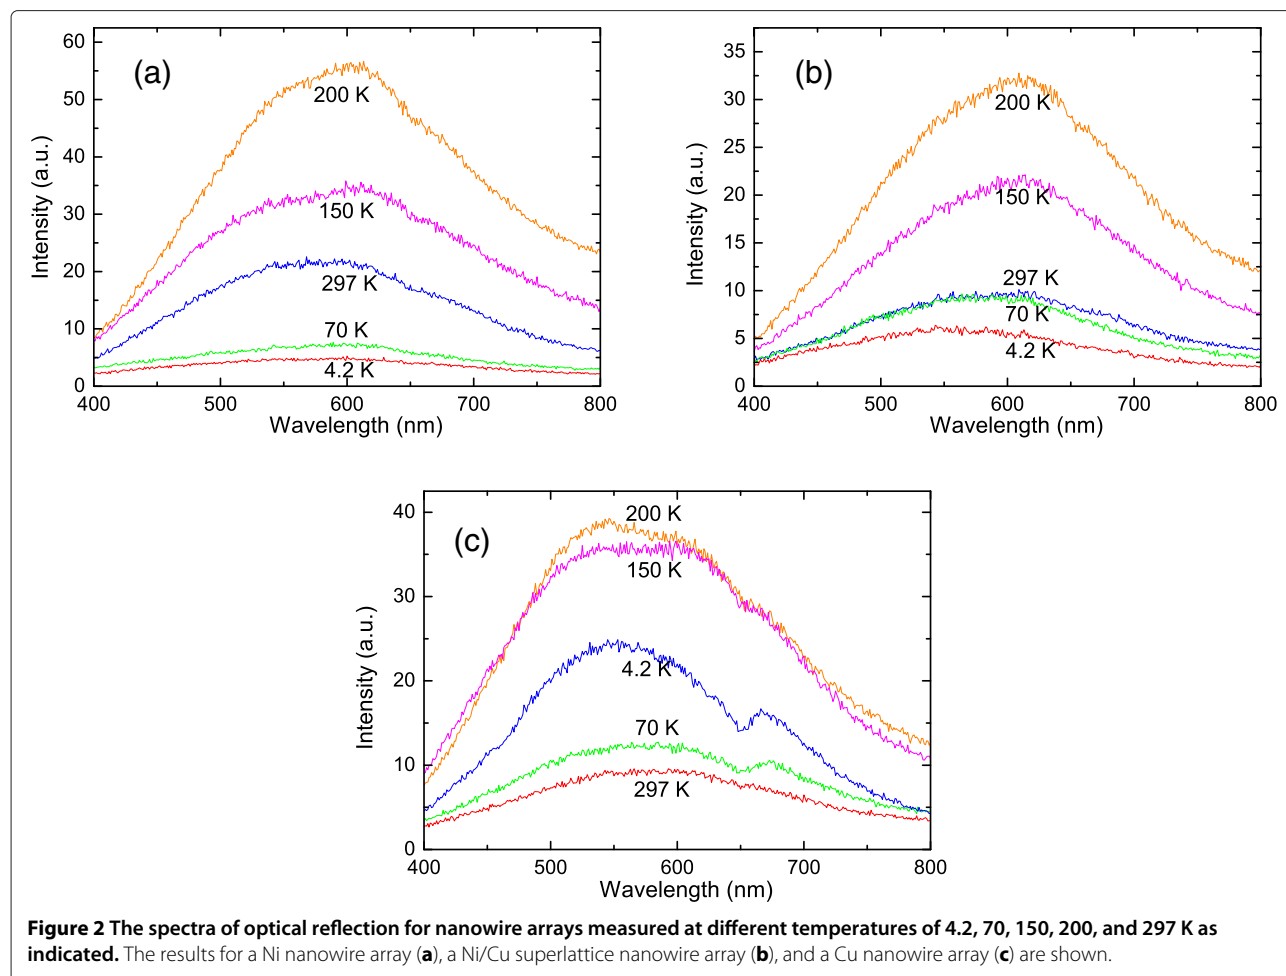 (a)
60
50
40
30
20
10
0
Intensity (a.u.)
200 K
150 K
297 K
70 K
4.2 K
400 500 600 700 800
Wavelength (nm)
(b)
35
30
25
20
15
10
5
0
Intensity (a.u.)
200 K
150 K
297 K
70 K
4.2 K
400 500 600 700 800
Wavelength (nm)
(c)
40
30
20
10
0
Intensity (a.u.)
200 K
150 K
4.2 K
70 K
297 K
400 500 600 700 800
Wavelength (nm)
Figure 2 The spectra of optical reflection for nanowire arrays measured at different temperatures of 4.2, 70, 150, 200, and 297 K as
indicated. The results for a Ni nanowire array (a), a Ni/Cu superlattice nanowire array (b), and a Cu nanowire array (c) are shown.